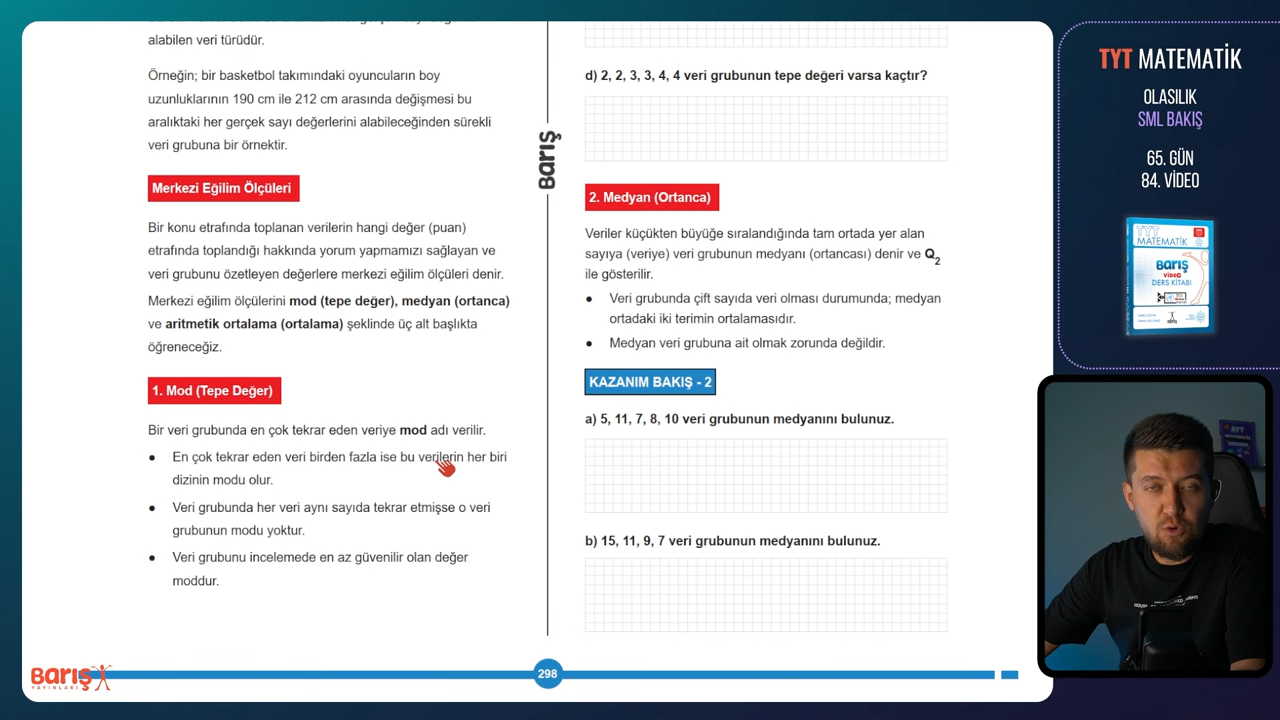 alabilen veri türüdür.
Örneğin; bir basketbol takımındaki oyuncuların boy
uzunluklarının 190 cm ile 212 cm arasında değişmesi bu
aralıktaki her gerçek sayı değerlerini alabileceğinden sürekli
veri grubuna bir örnektir.
Merkezi Eğilim Ölçüleri
Bir konu etrafında toplanan verilerin hangi değer (puan)
etrafında toplandığı hakkında yorum yapmamızı sağlayan ve
veri grubunu özetleyen değerlere merkezi eğilim ölçüleri denir.
Merkezi eğilim ölçülerini mod (tepe değer), medyan (ortanca)
ve aritmetik ortalama (ortalama) şeklinde üç alt başlıkta
öğreneceğiz.
1. Mod (Tepe Değer)
Bir veri grubunda en çok tekrar eden veriye mod adı verilir.
● En çok tekrar eden veri birden fazla ise bu verilerin her biri
dizinin modu olur.
● Veri grubunda her veri aynı sayıda tekrar etmişse o veri
grubunun modu yoktur.
● Veri grubunu incelemede en az güvenilir olan değer
moddur.
Barış
d) 2, 2, 3, 3, 4, 4 veri grubunun tepe değeri varsa kaçtır?
2. Medyan (Ortanca)
Veriler küçükten büyüğe sıralandığında tam ortada yer alan
sayıya (veriye) veri grubunun medyanı (ortancası) denir ve Q2
ile gösterilir.
● Veri grubunda çift sayıda veri olması durumunda; medyan
ortadaki iki terimin ortalamasıdır.
● Medyan veri grubuna ait olmak zorunda değildir.
KAZANIM BAKIŞ - 2
a) 5, 11, 7, 8, 10 veri grubunun medyanını bulunuz.
b) 15, 11, 9, 7 veri grubunun medyanını bulunuz.
Barış
YAYINLARI
298
TYT MATEMATİK
OLASILIK
SML BAKIŞ
65. GÜN
84. VİDEO
TYT
MATEMATİK
Barış
VİDEO
DERS KİTABI